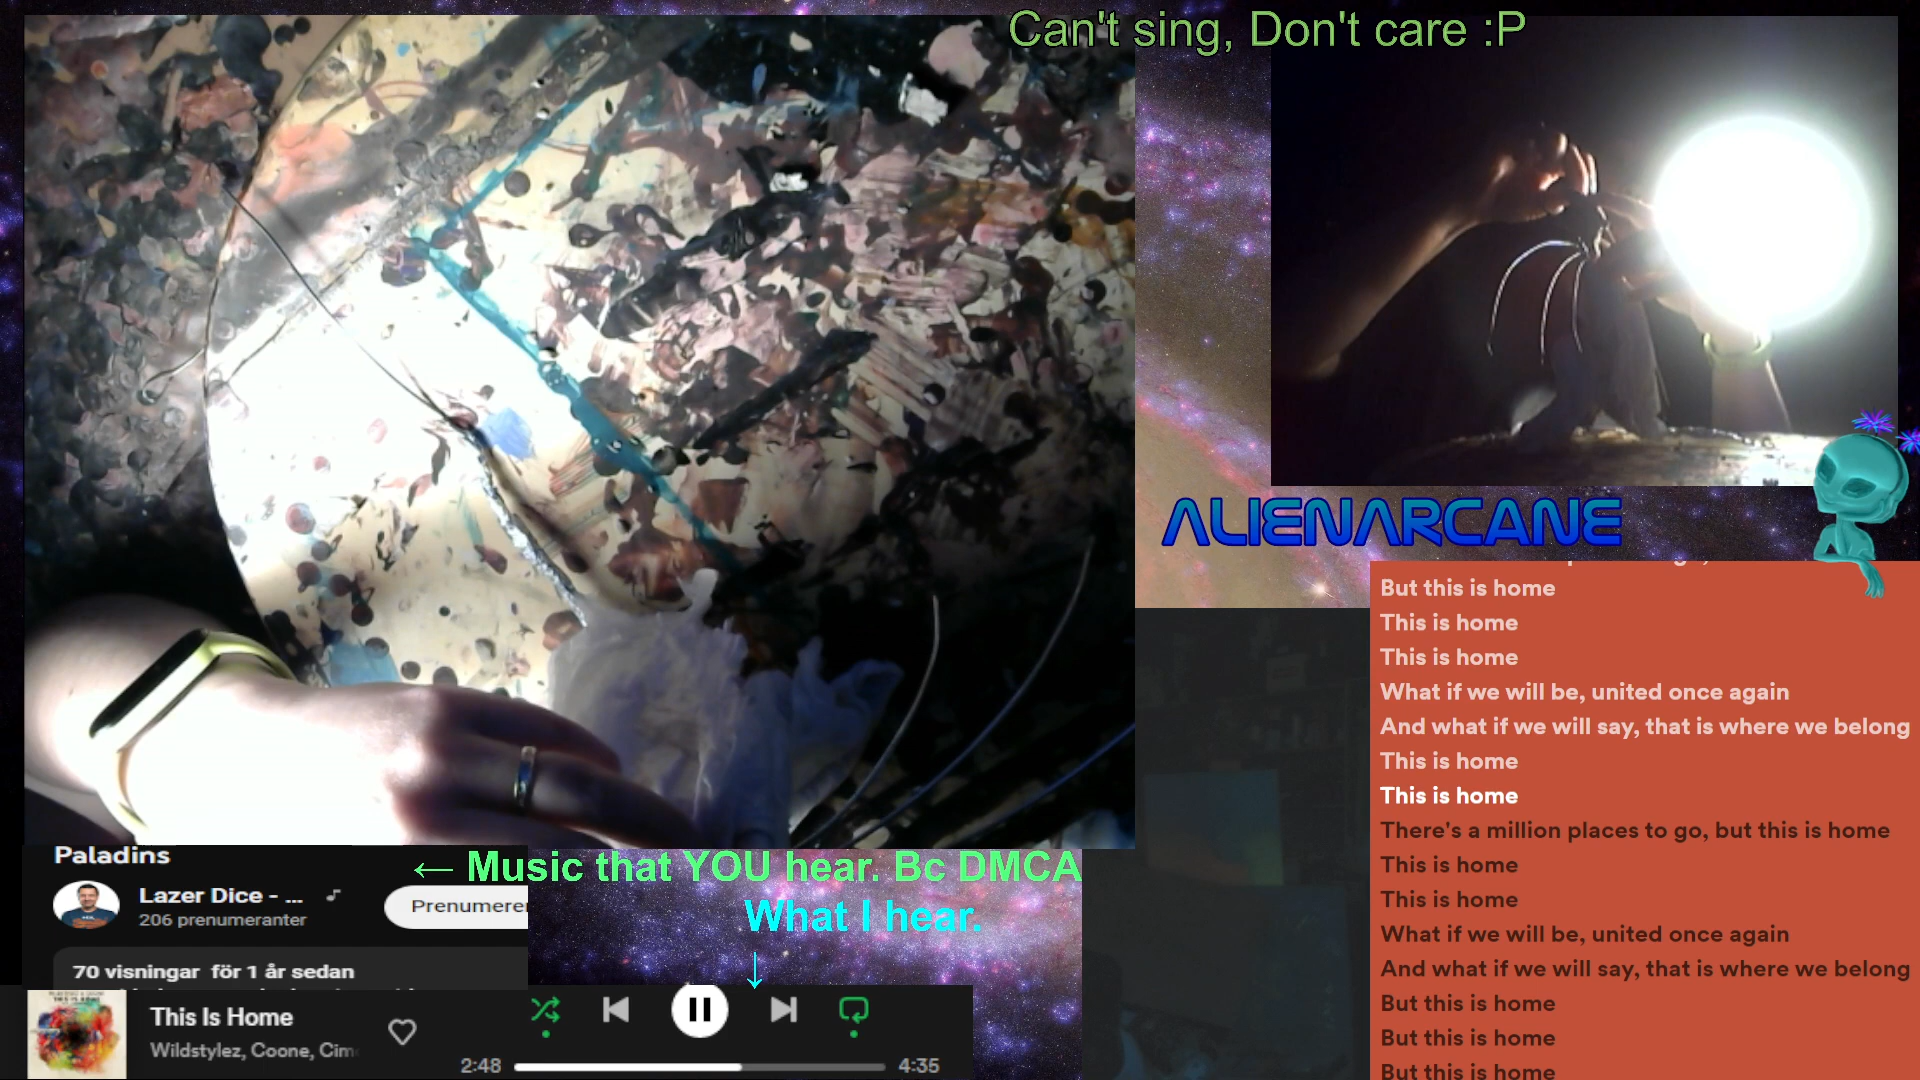 Can't sing, Don't care :P
ALIENARCANE
But this is home
This is home
This is home
What if we will be, united once again
And what if we will say, that is where we belong
This is home
This is home
There's a million places to go, but this is home
This is home
This is home
What if we will be, united once again
And what if we will say, that is where we belong
But this is home
But this is home
But this is home
Paladins
← Music that YOU hear. Bc DMCA
Lazer Dice - ...
206 prenumeranter
Prenumerer
What I hear.
↓
70 visningar för 1 år sedan
This Is Home
Wildstylez, Coone, Cim
2:48
4:35